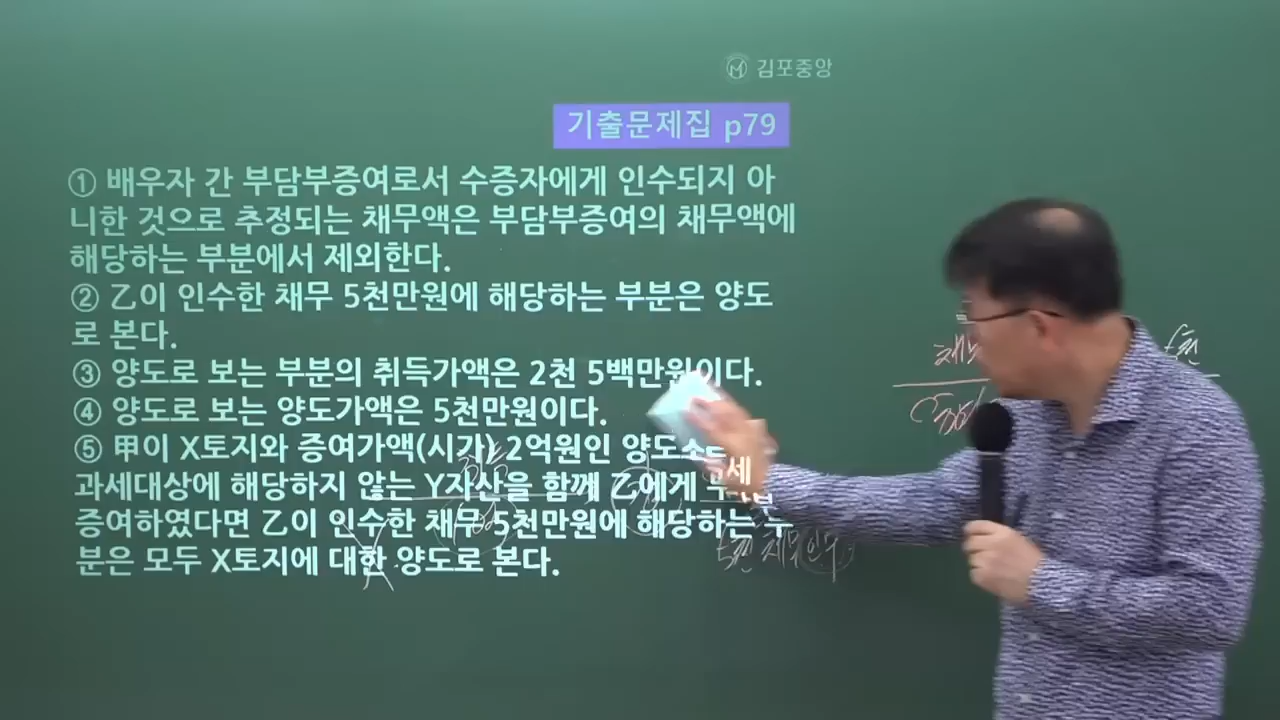 김포중앙
기출문제집 p79
① 배우자 간 부담부증여로서 수증자에게 인수되지 아
니한 것으로 추정되는 채무액은 부담부증여의 채무액에
해당하는 부분에서 제외한다.
② 乙이 인수한 채무 5천만원에 해당하는 부분은 양도
로 본다.
③ 양도로 보는 부분의 취득가액은 2천 5백만원이다.
④ 양도로 보는 양도가액은 5천만원이다.
⑤ 甲이 X토지와 증여가액(시가) 2억원인 양도소
세
과세대상에 해당하지 않는 Y자산을 함께 乙에게
증여하였다면 乙이 인수한 채무 5천만원에 해당하는 부
분은 모두 X토지에 대한 양도로 본다.
5천 채무인수